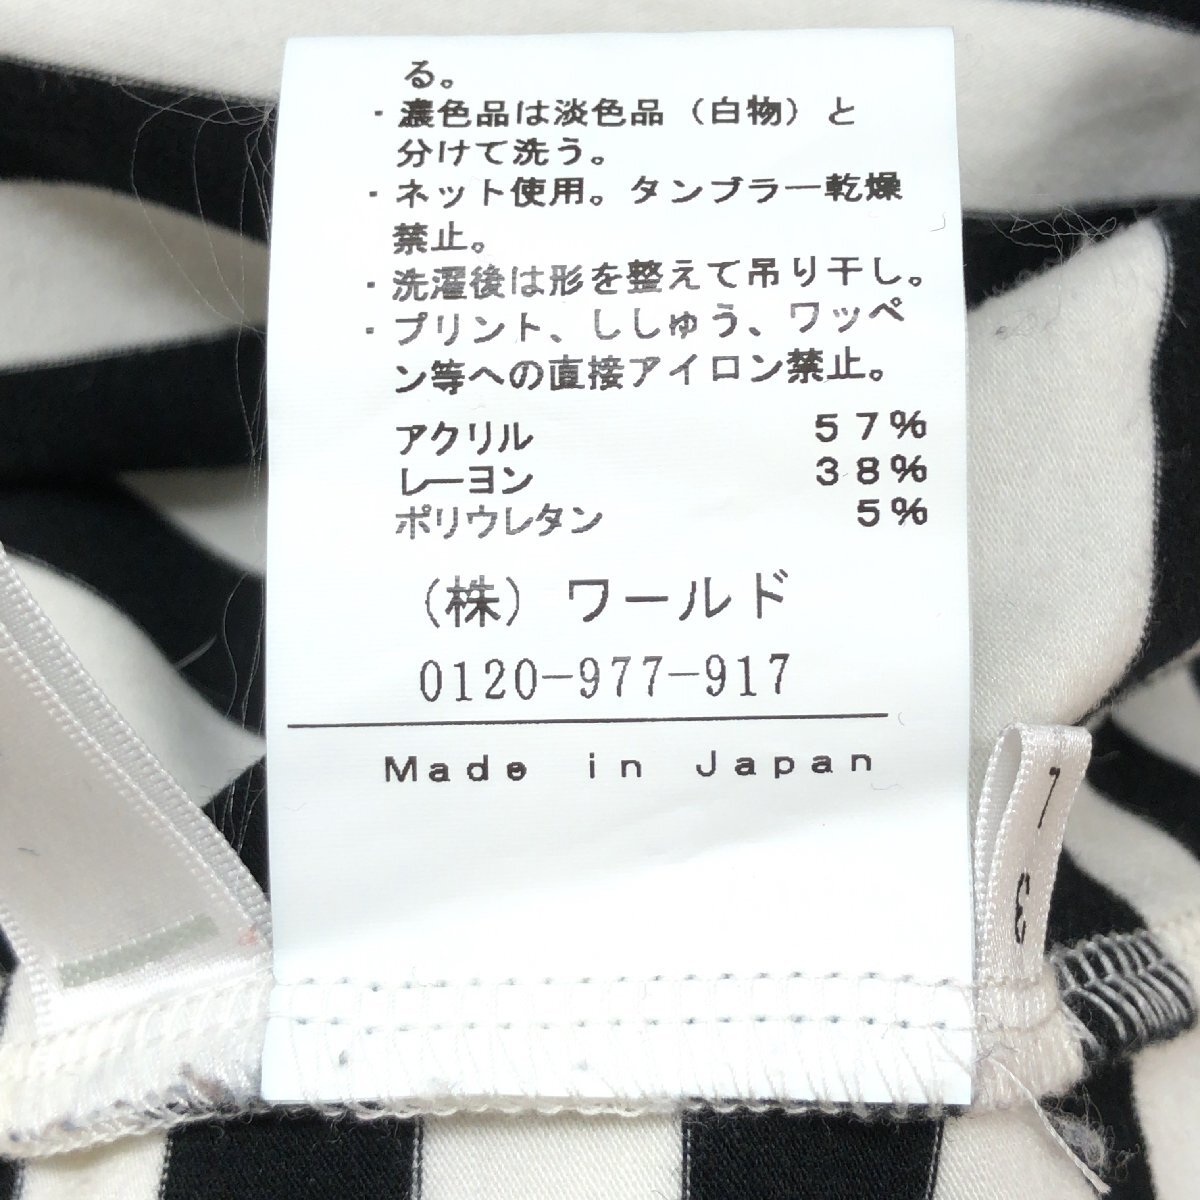 る。
・濃色品は淡色品（白物）と
分けて洗う。
・ネット使用。タンブラー乾燥
禁止。
・洗濯後は形を整えて吊り干し。
・プリント、ししゅう、ワッペ
ン等への直接アイロン禁止。
アクリル 57%
レーヨン 38%
ポリウレタン 5%
（株）ワールド
0120-977-917
Made in Japan